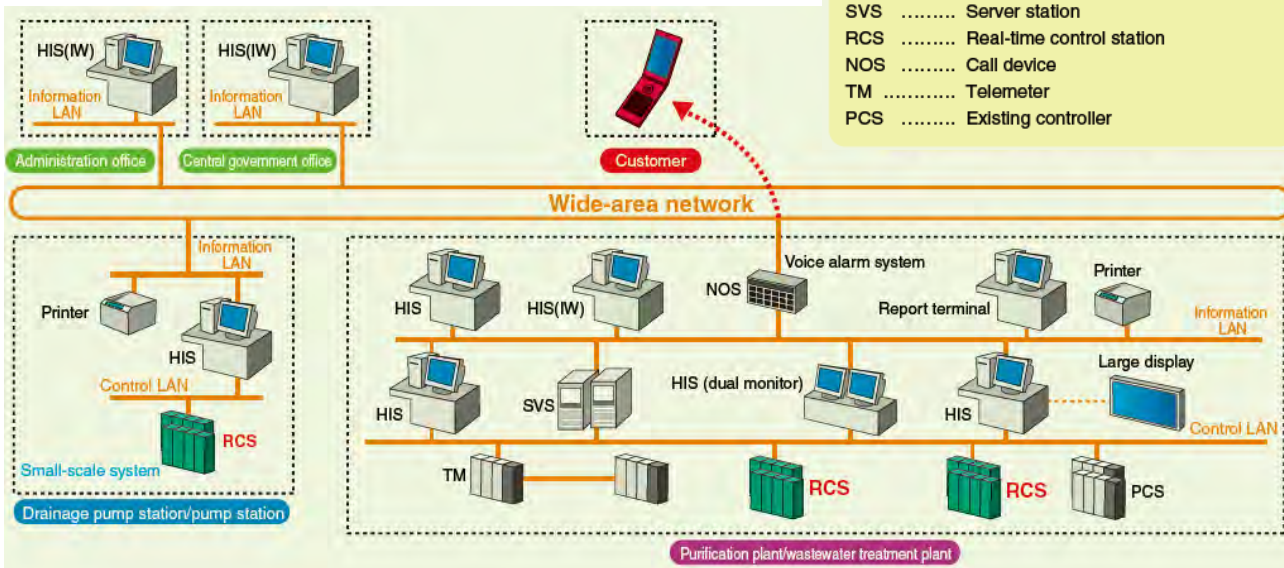 SVS ......... Server station
RCS ......... Real-time control station
NOS ......... Call device
TM ............ Telemeter
PCS ......... Existing controller
HIS(IW)
Information
LAN
Administration office
HIS(IW)
Information
LAN
Central government office
Customer
Wide-area network
Information
LAN
Printer
HIS
Control LAN
RCS
Small-scale system
Drainage pump station/pump station
HIS
HIS(IW)
Voice alarm system
NOS
Report terminal
Printer
Information
LAN
HIS
SVS
HIS (dual monitor)
HIS
Large display
Control LAN
TM
RCS
RCS
PCS
Purification plant/wastewater treatment plant